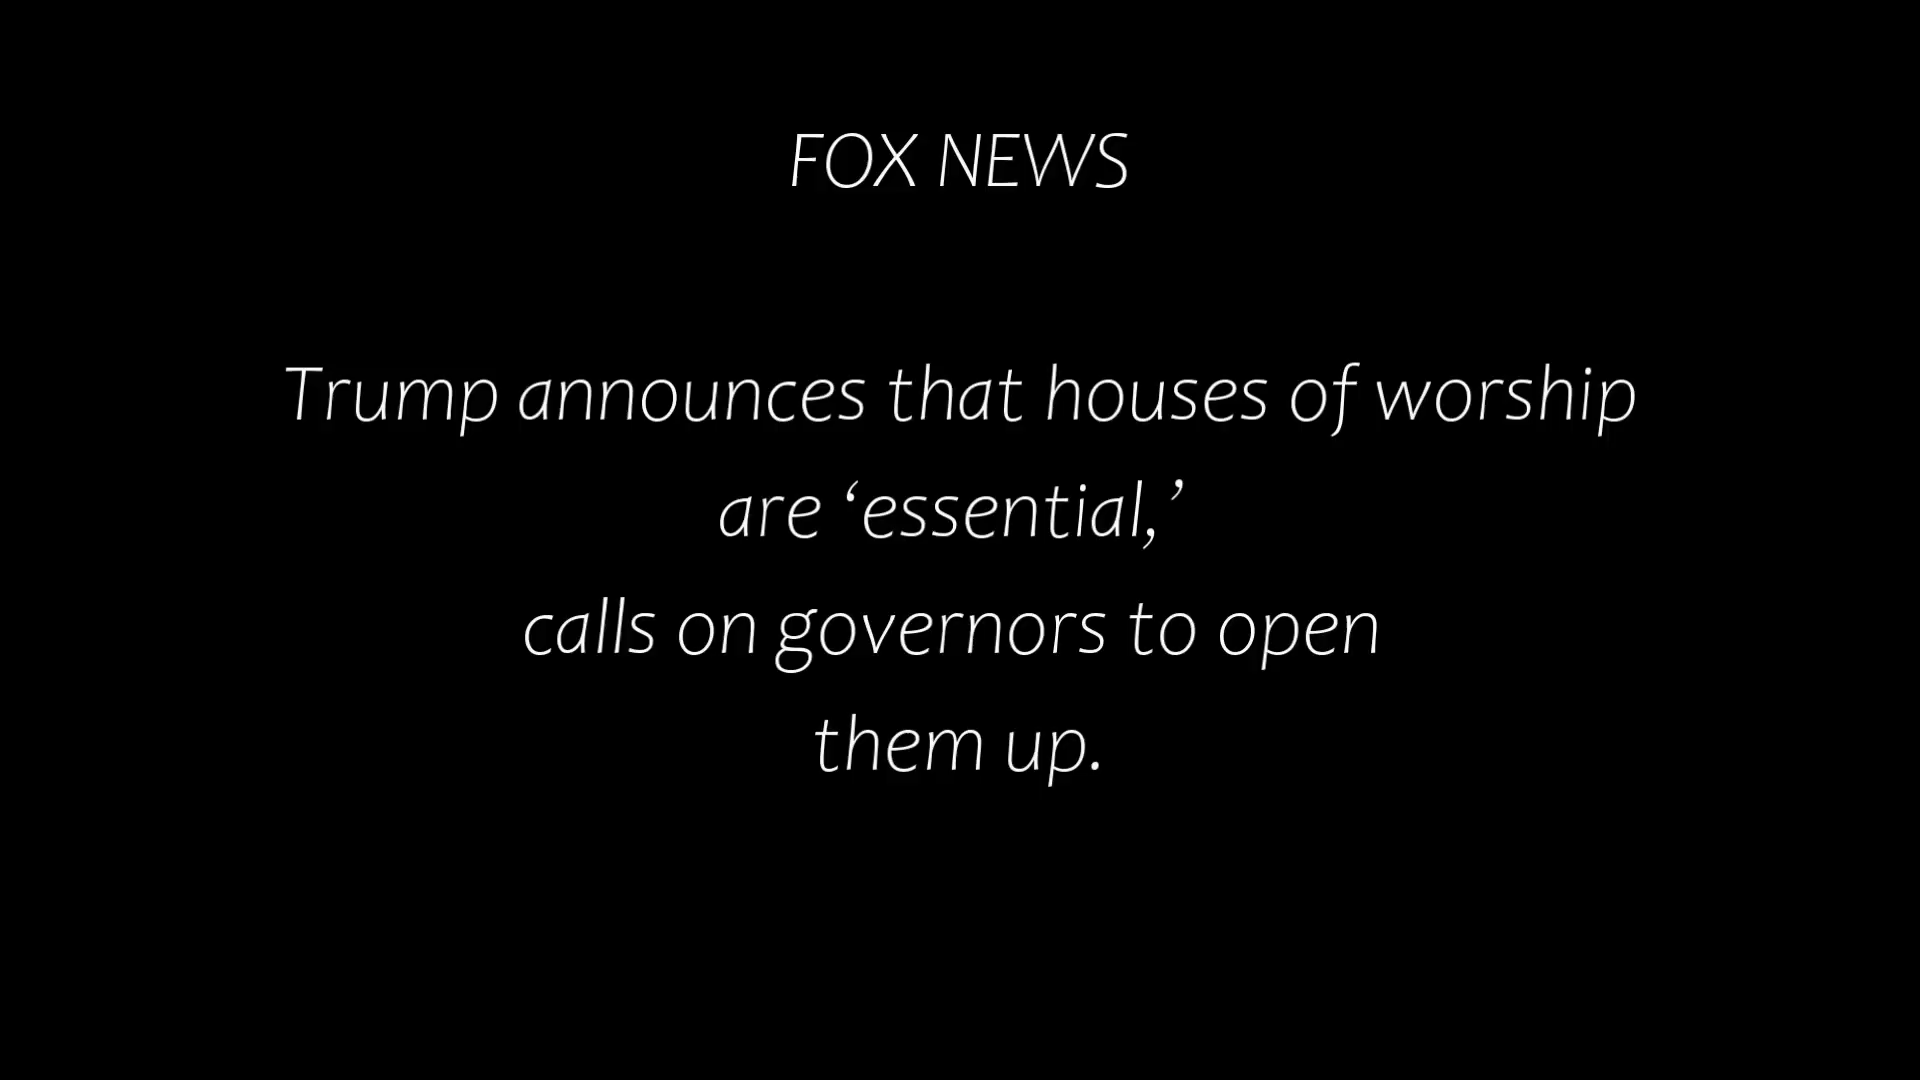 FOX NEWS
Trump announces that houses of worship
are ‘essential,’
calls on governors to open
them up.